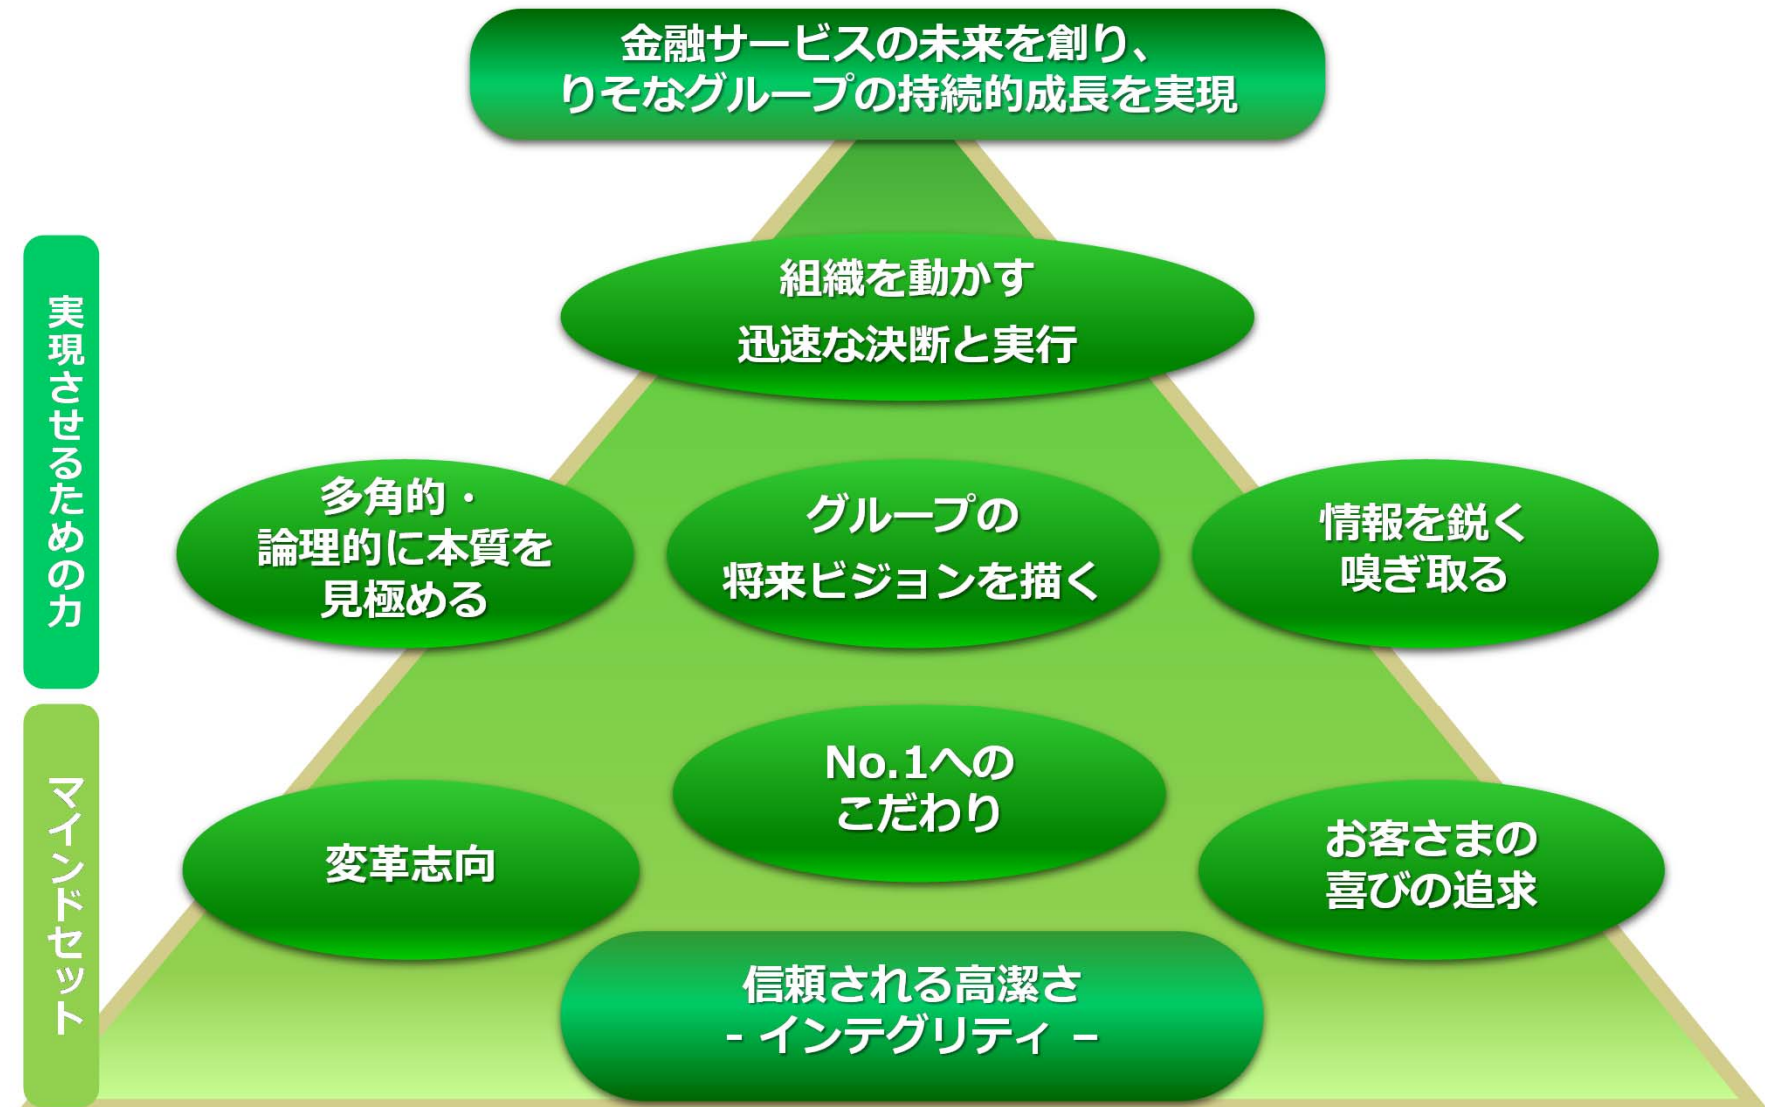 金融サービスの未来を創り、
りそなグループの持続的成長を実現
実現させるための力
組織を動かす
迅速な決断と実行
多角的・
論理的に本質を
見極める
グループの
将来ビジョンを描く
情報を鋭く
嗅ぎ取る
マインドセット
No.1への
こだわり
変革志向
お客さまの
喜びの追求
信頼される高潔さ
- インテグリティ –